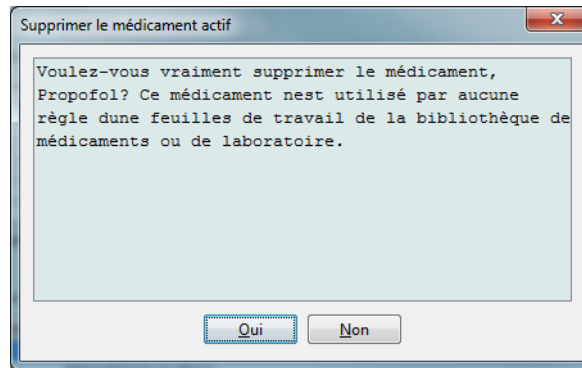 Supprimer le médicament actif
Voulez-vous vraiment supprimer le médicament,
Propofol? Ce médicament nest utilisé par aucune
règle dune feuilles de travail de la bibliothèque de
médicaments ou de laboratoire.
Oui
Non